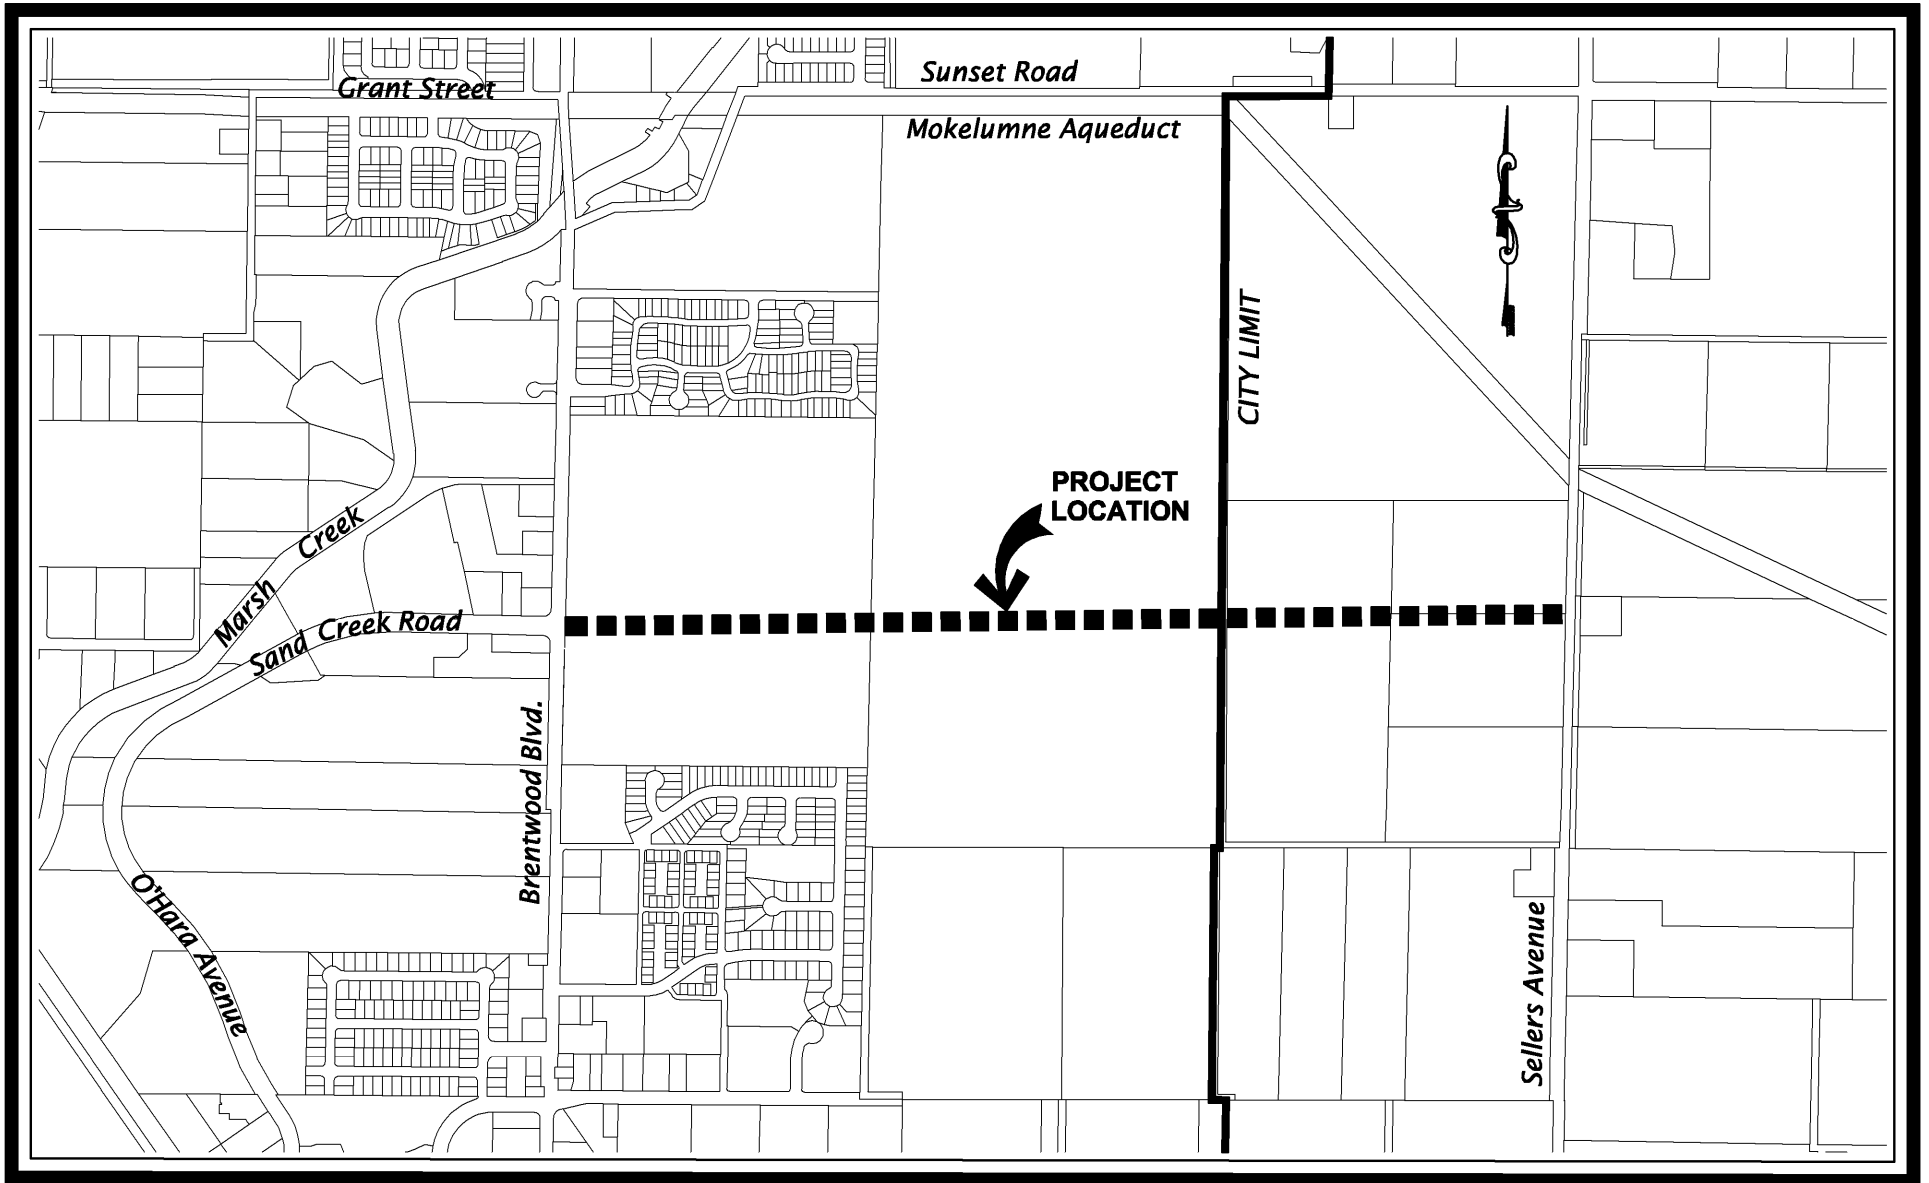 Sunset Road
Grant Street
Mokelumne Aqueduct
CITY LIMIT
PROJECT
LOCATION
Marsh Creek
Sand Creek Road
Brentwood Blvd.
O'Hara Avenue
Sellers Avenue